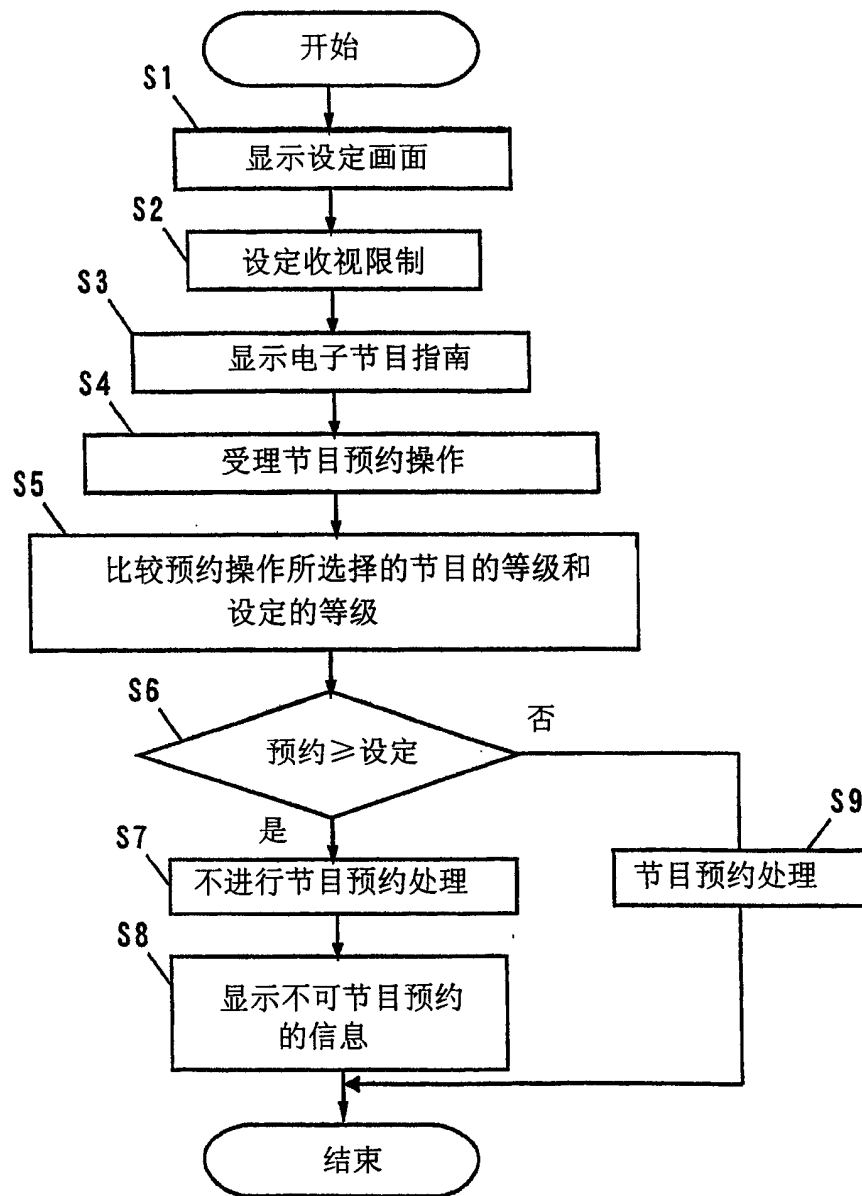 开始
S1
显示设定画面
S2
设定收视限制
S3
显示电子节目指南
S4
受理节目预约操作
S5
比较预约操作所选择的节目的等级和
设定的等级
S6
预约≥设定
否
是
S7
不进行节目预约处理
S9
节目预约处理
S8
显示不可节目预约
的信息
结束